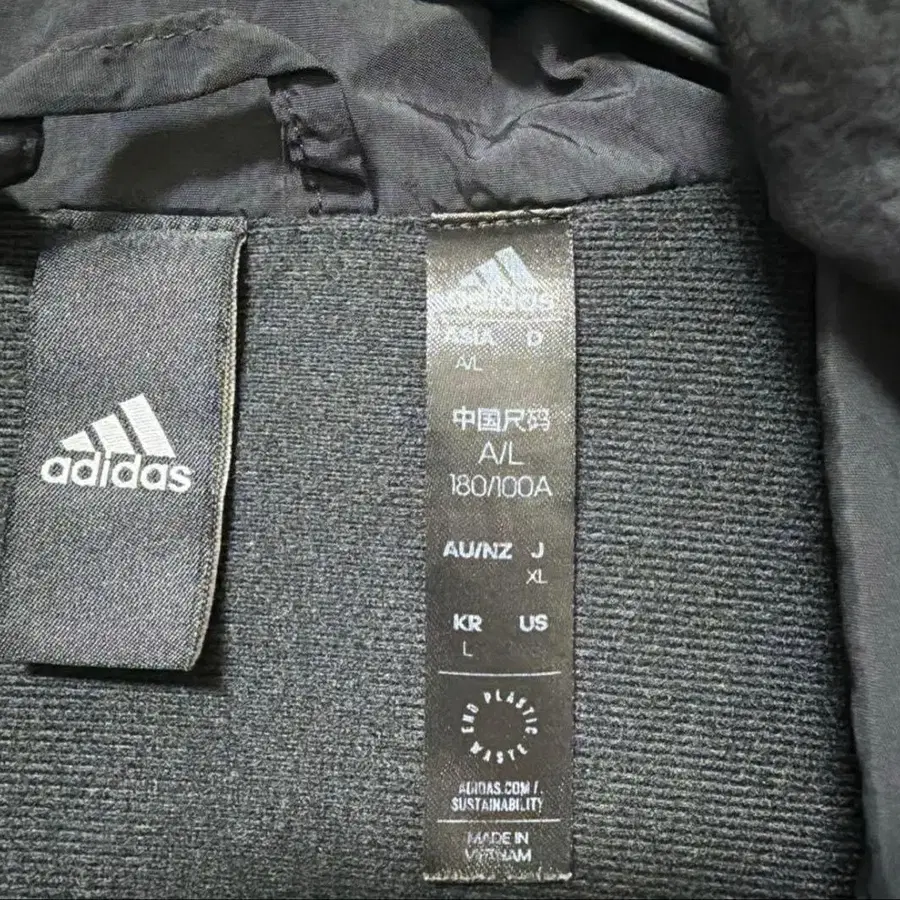 adidas
adidas
ASIA D
A/L
中国尺码
A/L
180/100A
AU/NZ J
XL
KR US
L
END PLASTIC WASTE
ADIDAS.COM/
SUSTAINABILITY
MADE IN
VIETNAM